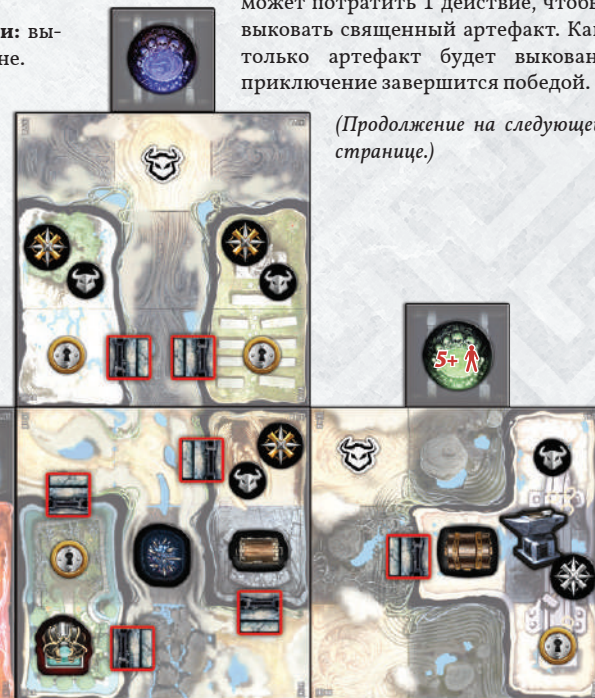 может потратить 1 действие, чтобы
и: вы-
выковать священный артефакт. Как
не.
только артефакт будет выкован
приключение завершится победой.
(Продолжение на следующей
странице.)
5+